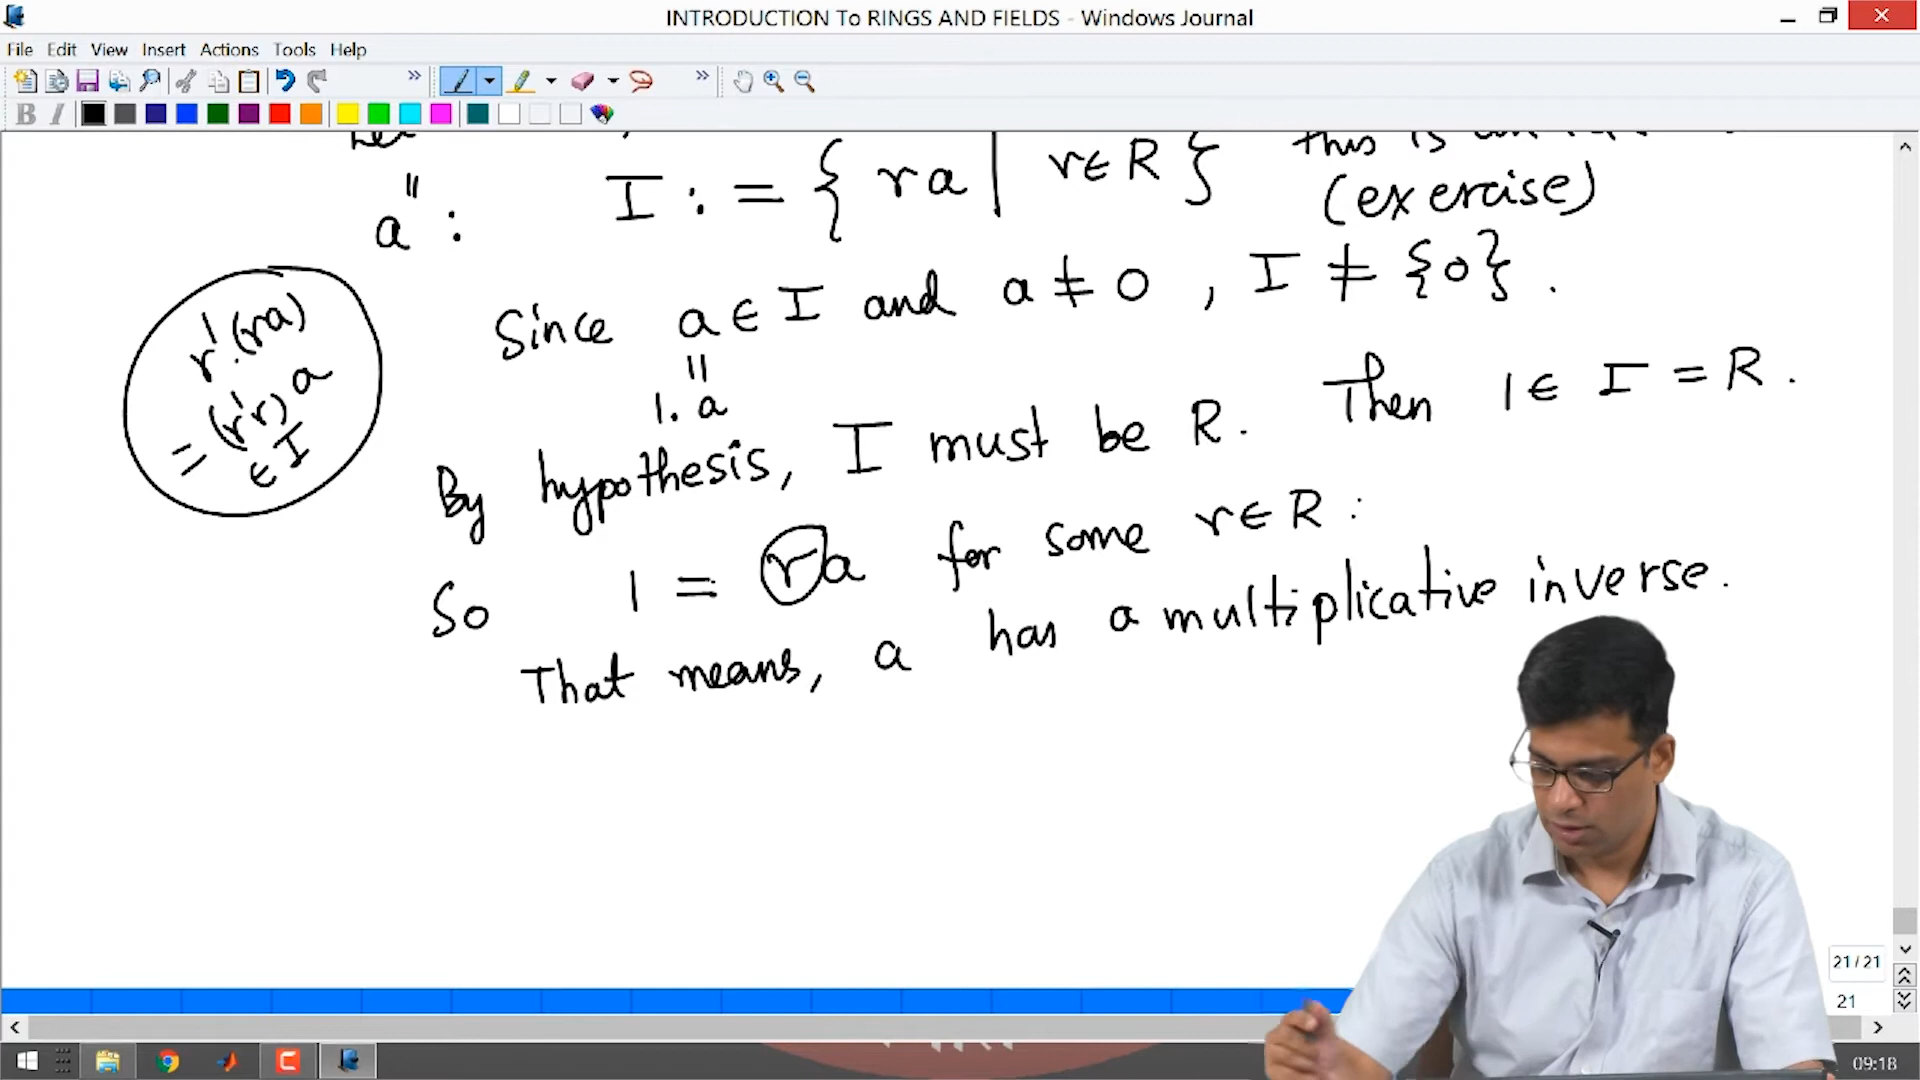 INTRODUCTION To RINGS AND FIELDS - Windows Journal
File Edit View Insert Actions Tools Help
B I
I := { ra | r∈R } this is
" a" :
(exercise)
Since a ∈ I and a ≠ 0 , I ≠ {0} .
"
1. a
r'.(ra)
= (r'r) a
∈ I
By hypothesis, I must be R. Then 1 ∈ I = R .
So 1 = ra for some r∈R :
That means, a has a multiplicative inverse.
21 / 21
21
09:18